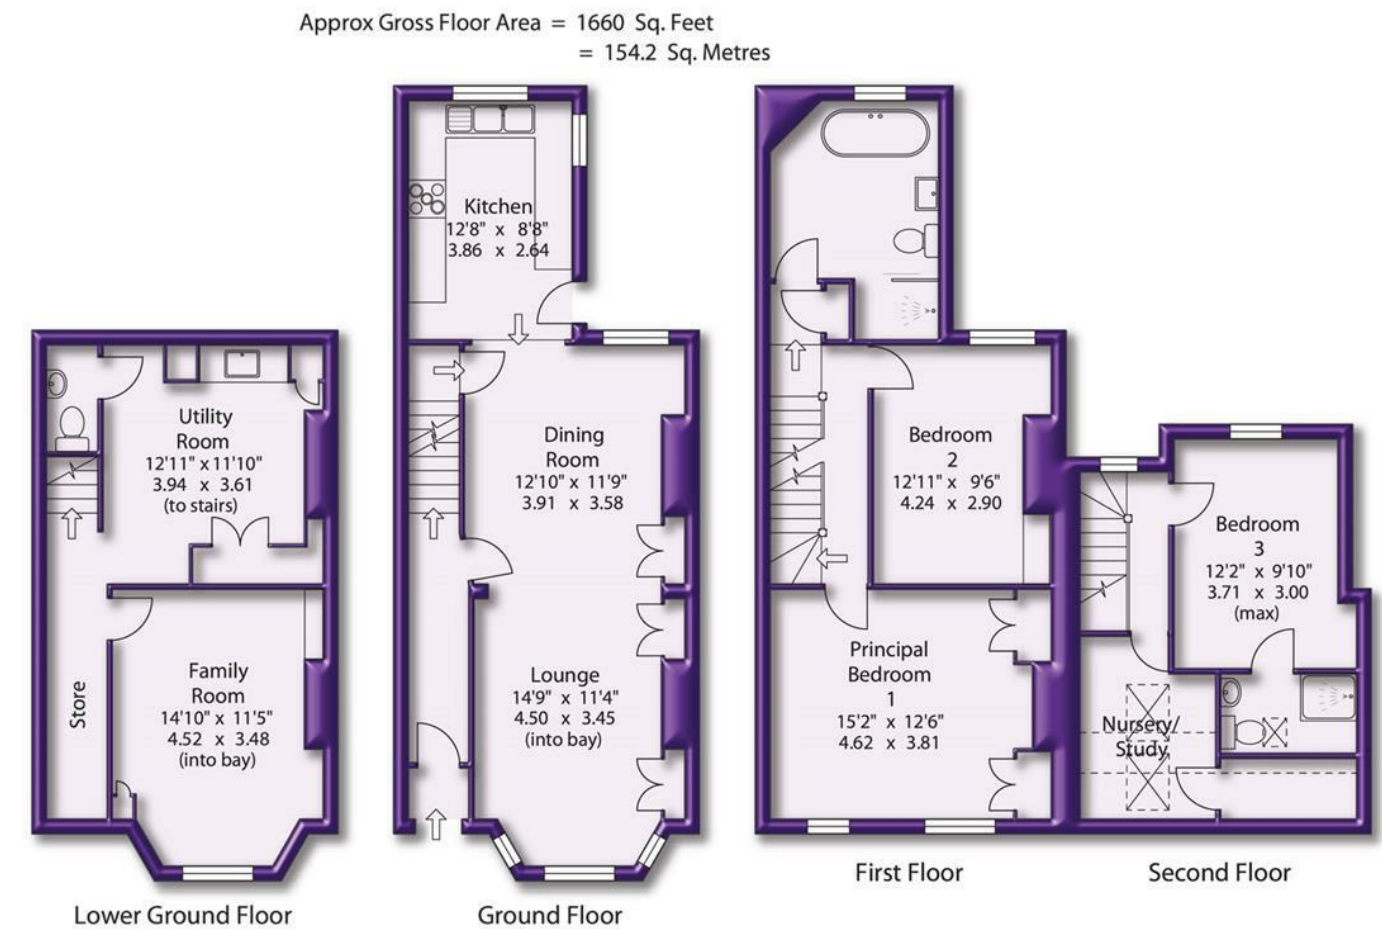 Approx Gross Floor Area = 1660 Sq. Feet
= 154.2 Sq. Metres
Utility
Room
12'11" x 11'10"
3.94 x 3.61
(to stairs)
Store
Family
Room
14'10" x 11'5"
4.52 x 3.48
(into bay)
Lower Ground Floor
Kitchen
12'8" x 8'8"
3.86 x 2.64
Dining
Room
12'10" x 11'9"
3.91 x 3.58
Lounge
14'9" x 11'4"
4.50 x 3.45
(into bay)
Ground Floor
Bedroom
2
12'11" x 9'6"
4.24 x 2.90
Principal
Bedroom
1
15'2" x 12'6"
4.62 x 3.81
First Floor
Bedroom
3
12'2" x 9'10"
3.71 x 3.00
(max)
Nursery/
Study
Second Floor